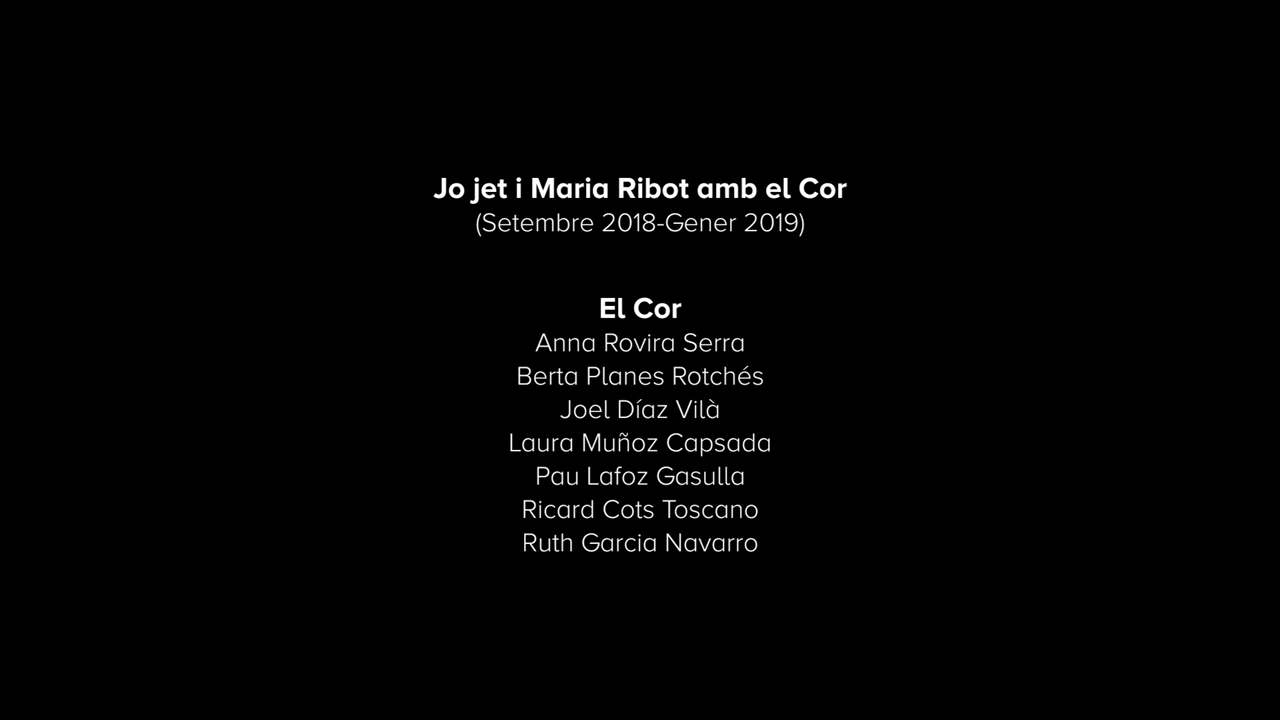 Jo jet i Maria Ribot amb el Cor
(Setembre 2018-Gener 2019)
El Cor
Anna Rovira Serra
Berta Planes Rotchés
Joel Díaz Vilà
Laura Muñoz Capsada
Pau Lafoz Gasulla
Ricard Cots Toscano
Ruth Garcia Navarro